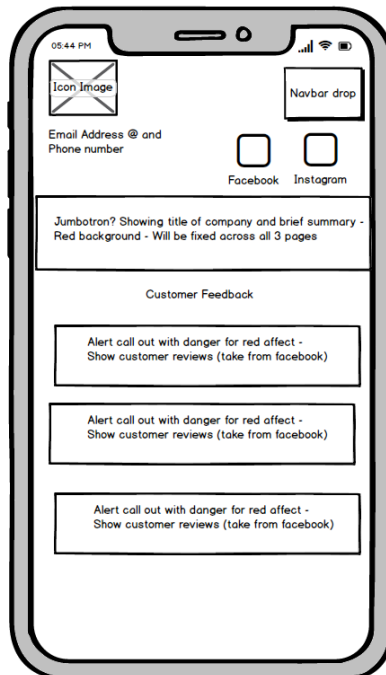 05:44 PM
Icon Image
Navbar drop
Email Address @ and
Phone number
Facebook
Instagram
Jumbotron? Showing title of company and brief summary -
Red background - Will be fixed across all 3 pages
Customer Feedback
Alert call out with danger for red affect -
Show customer reviews (take from facebook)
Alert call out with danger for red affect -
Show customer reviews (take from facebook)
Alert call out with danger for red affect -
Show customer reviews (take from facebook)